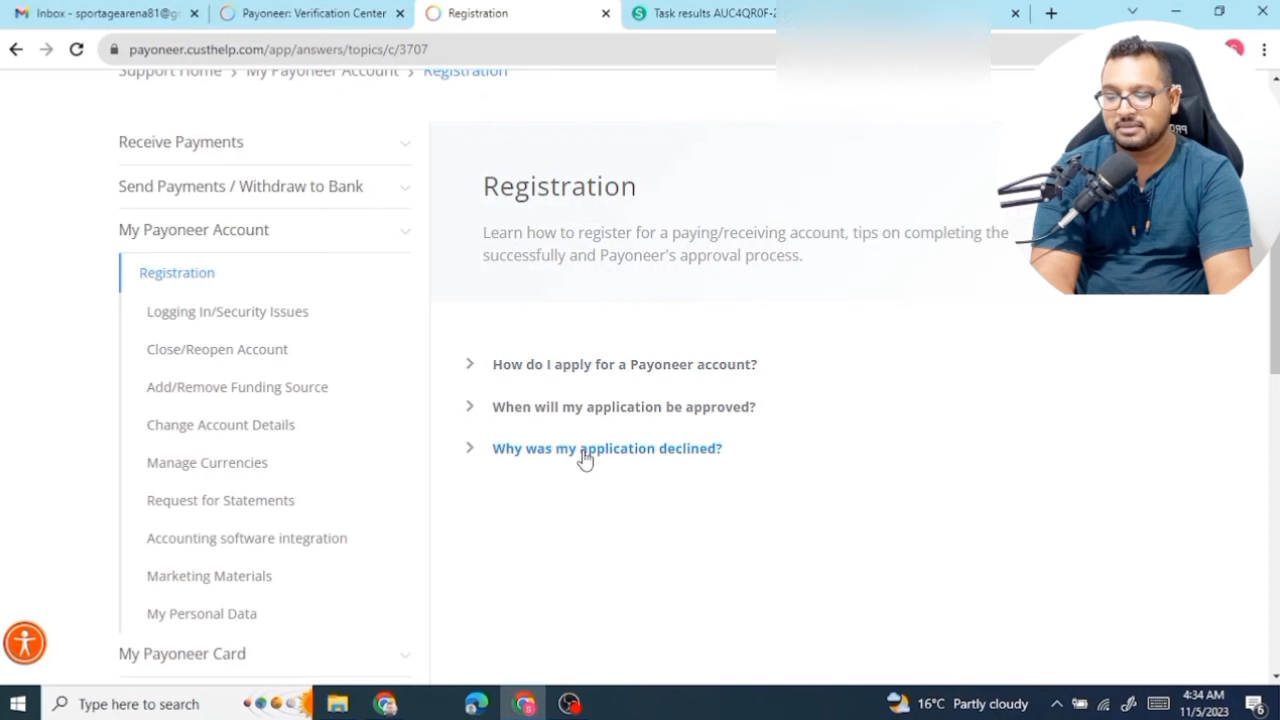 Inbox - sportagearena81@g
Payoneer: Verification Center
Registration
Task results AUC4QR0F-2
payoneer.custhelp.com/app/answers/topics/c/3707
Support Home > My Payoneer Account > Registration
Receive Payments
Send Payments / Withdraw to Bank
My Payoneer Account
Registration
Logging In/Security Issues
Close/Reopen Account
Add/Remove Funding Source
Change Account Details
Manage Currencies
Request for Statements
Accounting software integration
Marketing Materials
My Personal Data
My Payoneer Card
Registration
Learn how to register for a paying/receiving account, tips on completing the
successfully and Payoneer's approval process.
How do I apply for a Payoneer account?
When will my application be approved?
Why was my application declined?
Type here to search
16°C Partly cloudy
4:34 AM
11/5/2023
6